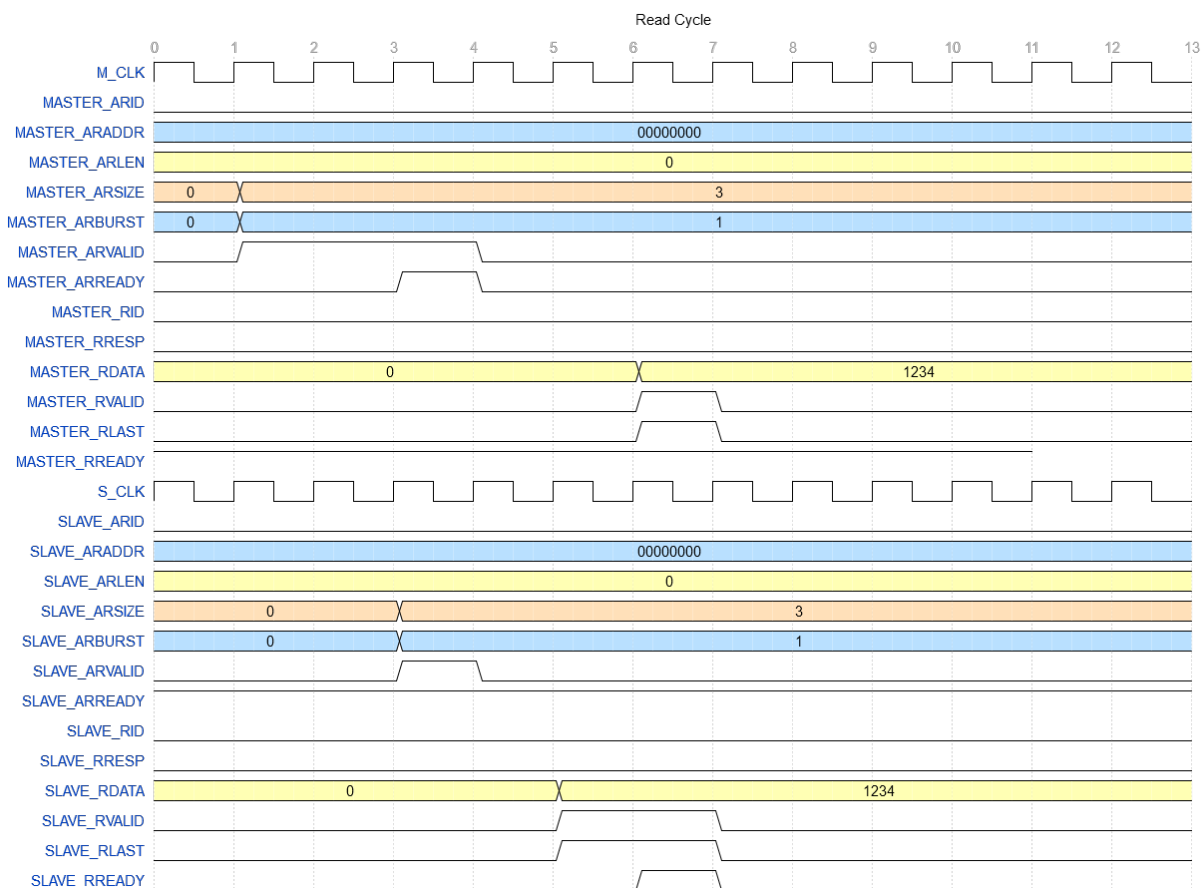 Read Cycle
0 1 2 3 4 5 6 7 8 9 10 11 12 13
M_CLK
MASTER_ARID
MASTER_ARADDR 00000000
MASTER_ARLEN 0
MASTER_ARSIZE 0 3
MASTER_ARBURST 0 1
MASTER_ARVALID
MASTER_ARREADY
MASTER_RID
MASTER_RRESP
MASTER_RDATA 0 1234
MASTER_RVALID
MASTER_RLAST
MASTER_RREADY
S_CLK
SLAVE_ARID
SLAVE_ARADDR 00000000
SLAVE_ARLEN 0
SLAVE_ARSIZE 0 3
SLAVE_ARBURST 0 1
SLAVE_ARVALID
SLAVE_ARREADY
SLAVE_RID
SLAVE_RRESP
SLAVE_RDATA 0 1234
SLAVE_RVALID
SLAVE_RLAST
SLAVE_RREADY